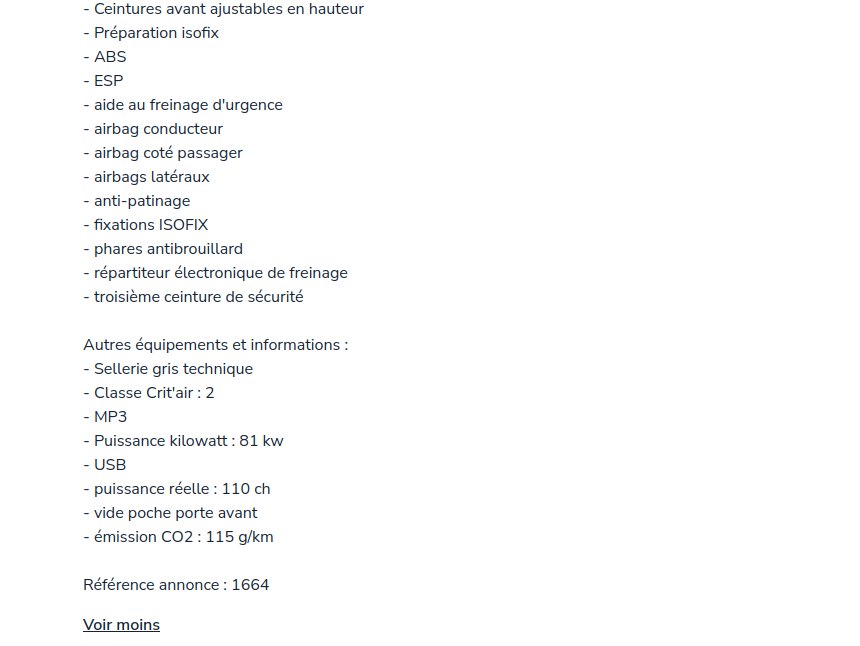 - Ceintures avant ajustables en hauteur
- Préparation isofix
- ABS
- ESP
- aide au freinage d'urgence
- airbag conducteur
- airbag coté passager
- airbags latéraux
- anti-patinage
- fixations ISOFIX
- phares antibrouillard
- répartiteur électronique de freinage
- troisième ceinture de sécurité
Autres équipements et informations :
- Sellerie gris technique
- Classe Crit'air : 2
- MP3
- Puissance kilowatt : 81 kw
- USB
- puissance réelle : 110 ch
- vide poche porte avant
- émission CO2 : 115 g/km
Référence annonce : 1664
Voir moins